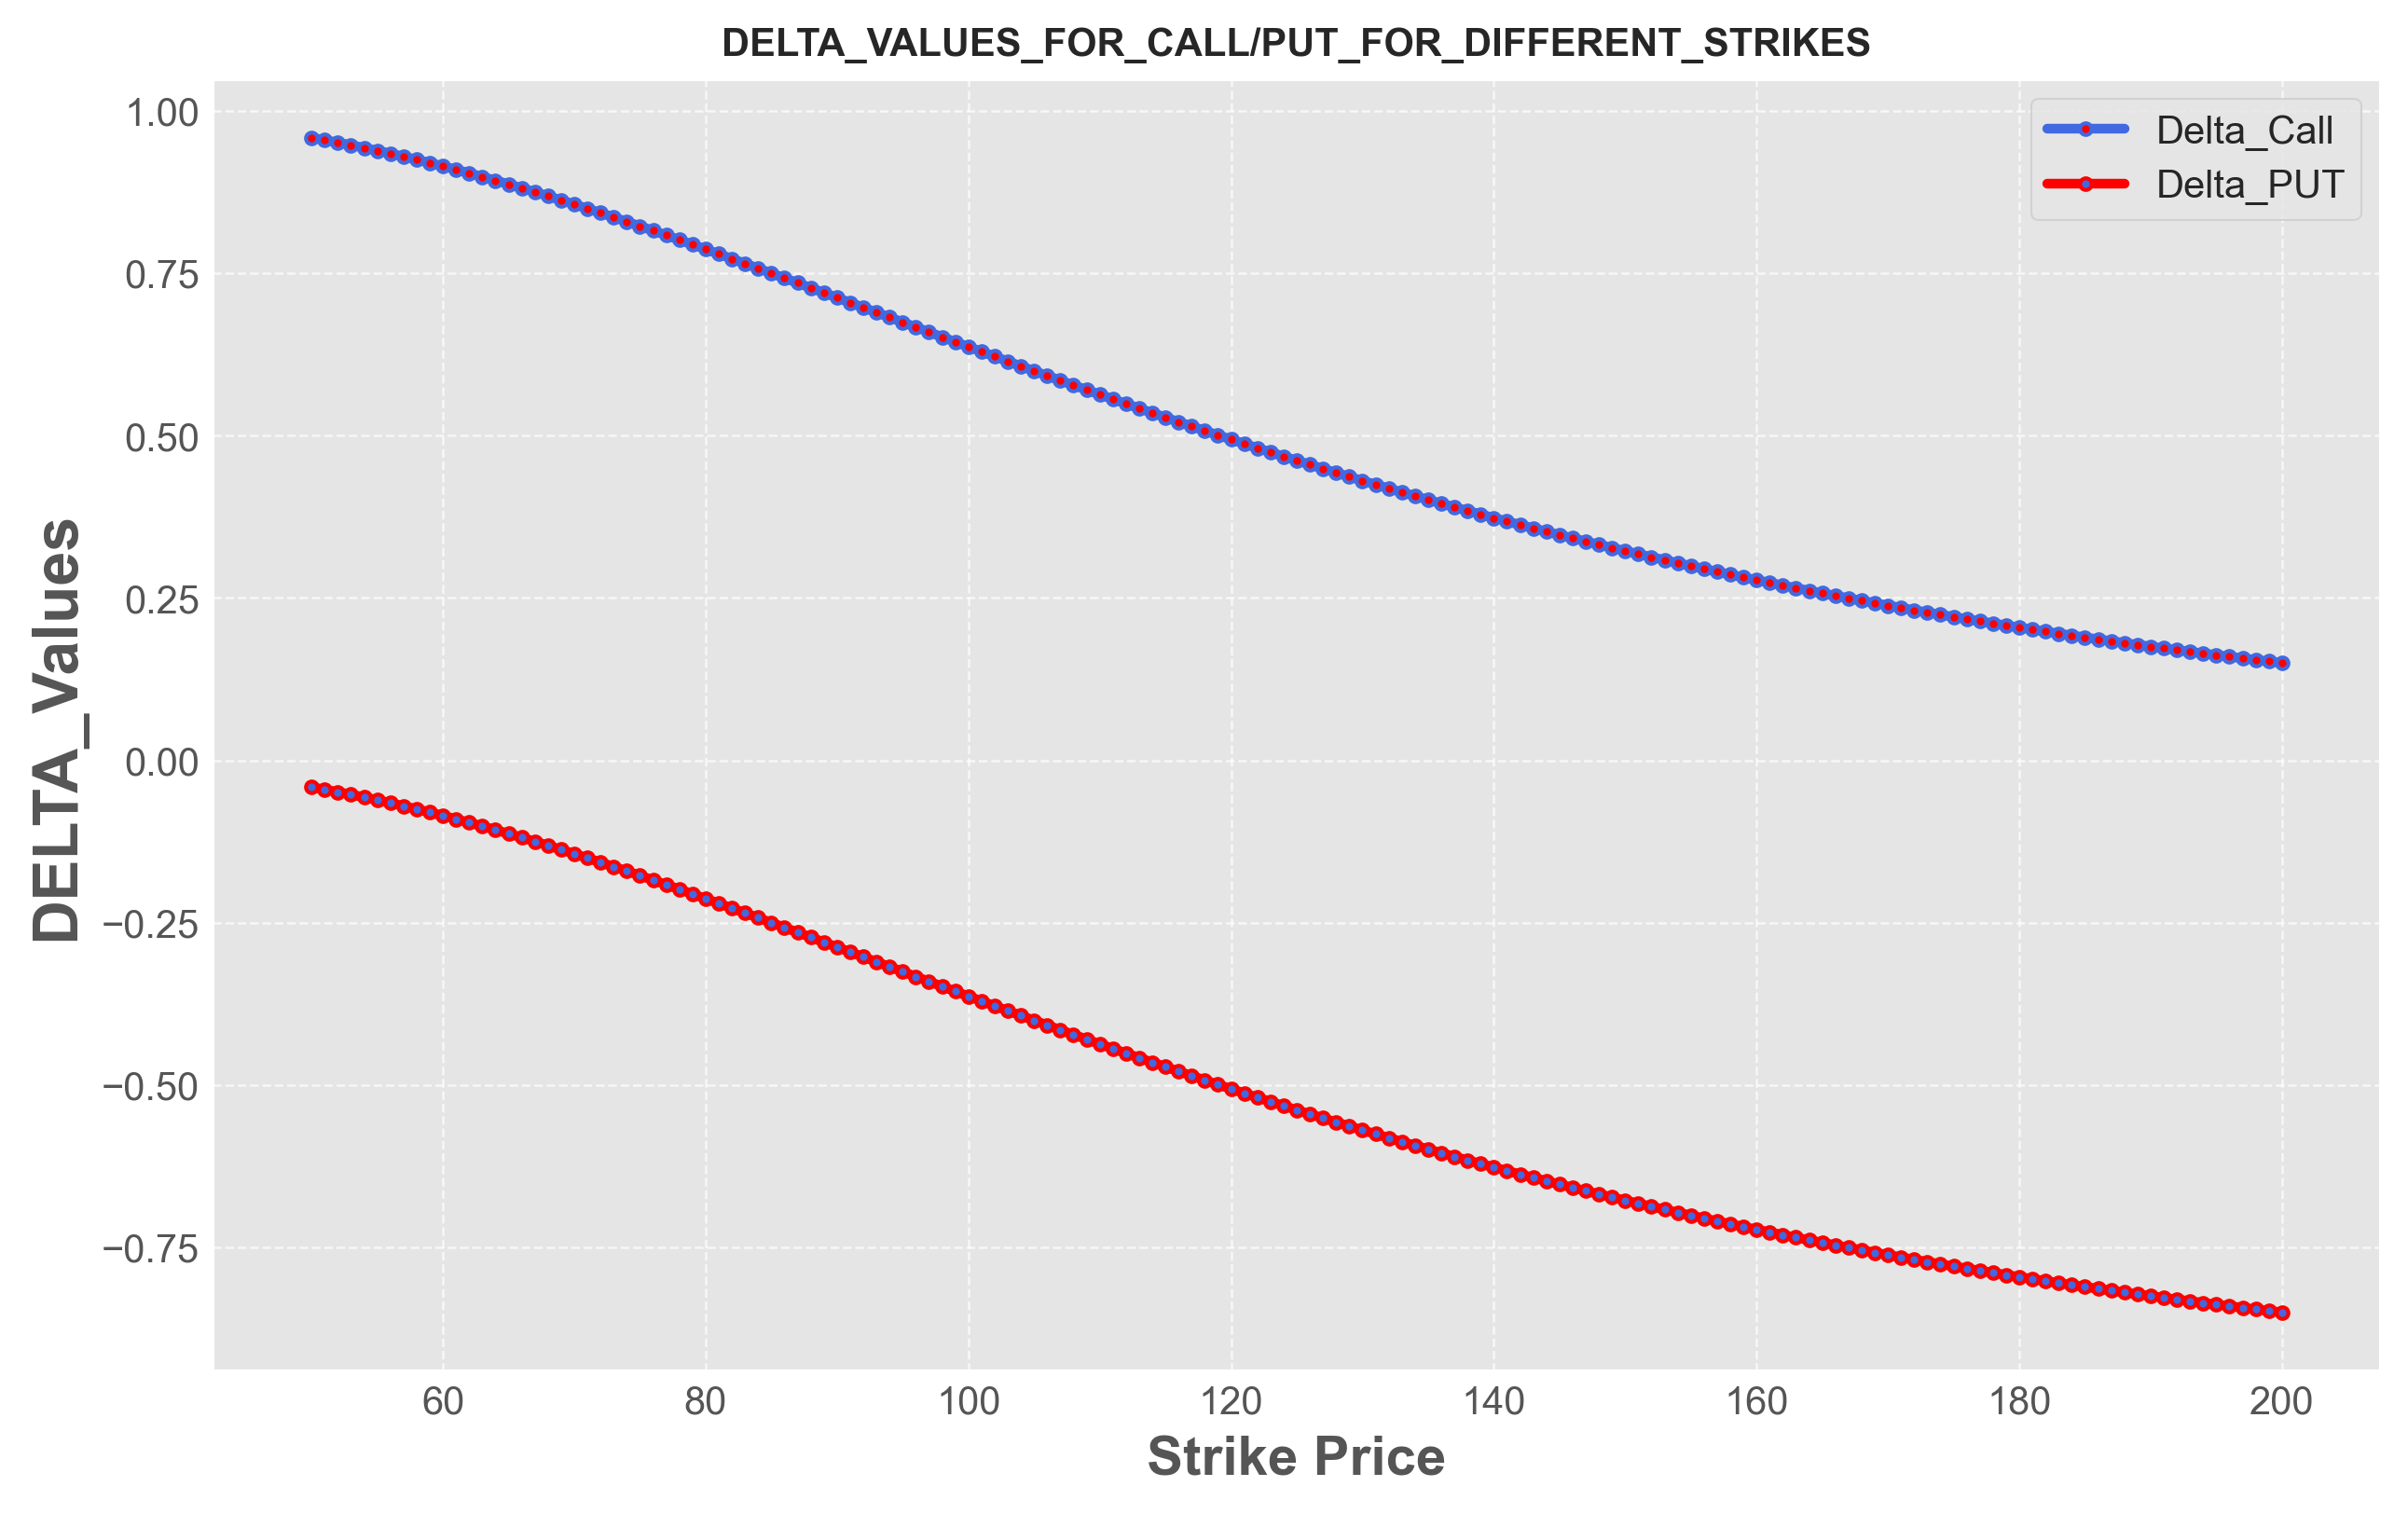 DELTA_VALUES_FOR_CALL/PUT_FOR_DIFFERENT_STRIKES
Delta_Call
Delta_PUT
DELTA_Values
1.00
0.75
0.50
0.25
0.00
−0.25
−0.50
−0.75
60 80 100 120 140 160 180 200
Strike Price